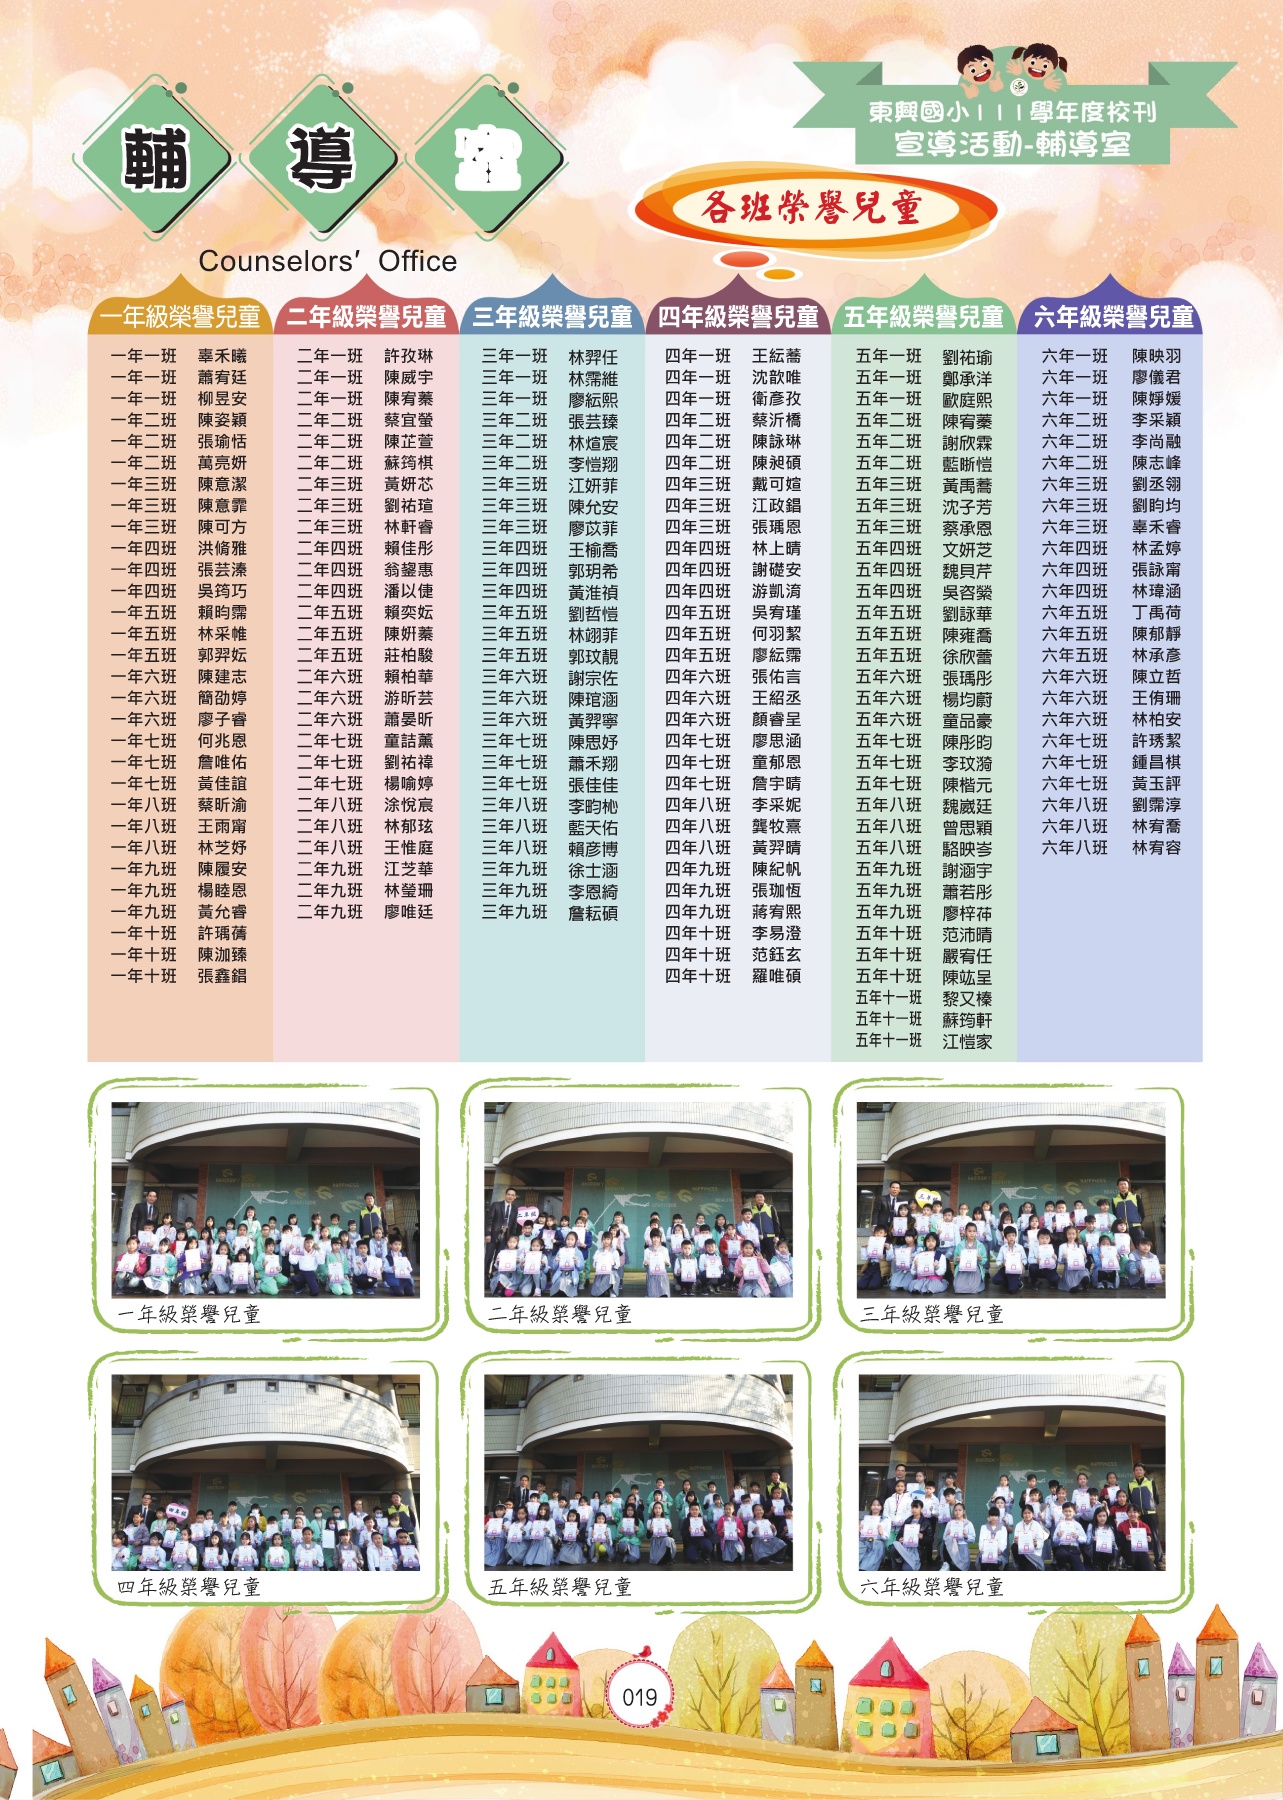 東興國小111學年度校刊
宣導活動-輔導室
輔導室
Counselors' Office
各班榮譽兒童
一年級榮譽兒童
一年一班 辜禾曦
一年一班 蕭宥廷
一年一班 柳昱安
一年二班 陳姿穎
一年二班 張瑜恬
一年二班 萬亮妍
一年三班 陳意潔
一年三班 陳意霏
一年三班 陳可方
一年四班 洪脩雅
一年四班 張芸溱
一年四班 吳筠巧
一年五班 賴昀霈
一年五班 林采帷
一年五班 郭羿妘
一年六班 陳建志
一年六班 簡劭婷
一年六班 廖子睿
一年七班 何兆恩
一年七班 詹唯佑
一年七班 黃佳誼
一年八班 蔡昕渝
一年八班 王雨甯
一年八班 林芝妤
一年九班 陳履安
一年九班 楊睦恩
一年九班 黃允睿
一年十班 許瑀蒨
一年十班 陳泇臻
一年十班 張鑫錩
二年級榮譽兒童
二年一班 許孜琳
二年一班 陳威宇
二年一班 陳宥蓁
二年二班 蔡宜螢
二年二班 陳芷萱
二年二班 蘇筠棋
二年三班 黃妍芯
二年三班 劉祐瑄
二年三班 林軒睿
二年四班 賴佳彤
二年四班 翁鋆惠
二年四班 潘以倢
二年五班 賴奕妘
二年五班 陳姸蓁
二年五班 莊柏駿
二年六班 賴柏華
二年六班 游昕芸
二年六班 蕭晏昕
二年七班 童喆薰
二年七班 劉祐禕
二年七班 楊喻婷
二年八班 涂悅宸
二年八班 林郁玹
二年八班 王惟庭
二年九班 江芝華
二年九班 林瑩珊
二年九班 廖唯廷
三年級榮譽兒童
三年一班 林羿任
三年一班 林霈維
三年一班 廖紜熙
三年二班 張芸臻
三年二班 林煊宸
三年二班 李愷翔
三年三班 江妍菲
三年三班 陳允安
三年三班 廖苡菲
三年四班 王榆喬
三年四班 郭玥希
三年四班 黃淮禎
三年五班 劉哲愷
三年五班 林翊菲
三年五班 郭玟靚
三年六班 謝宗佐
三年六班 陳琯涵
三年六班 黃羿寧
三年七班 陳思妤
三年七班 蕭禾翔
三年七班 張佳佳
三年八班 李昀杺
三年八班 藍天佑
三年八班 賴彥博
三年九班 徐士涵
三年九班 李恩綺
三年九班 詹耘碩
四年級榮譽兒童
四年一班 王紜蕎
四年一班 沈歆唯
四年一班 衛彥孜
四年二班 蔡沂橋
四年二班 陳詠琳
四年二班 陳昶碩
四年三班 戴可媗
四年三班 江政錩
四年三班 張瑀恩
四年四班 林上晴
四年四班 謝礎安
四年四班 游凱淯
四年五班 吳宥瑾
四年五班 何羽絜
四年五班 廖紜霈
四年六班 張佑言
四年六班 王紹丞
四年六班 顏睿呈
四年七班 廖思涵
四年七班 童郁恩
四年七班 詹宇晴
四年八班 李采妮
四年八班 龔牧熹
四年八班 黃羿晴
四年九班 陳紀帆
四年九班 張珈恆
四年九班 蔣宥熙
四年十班 李易澄
四年十班 范鈺玄
四年十班 羅唯碩
五年級榮譽兒童
五年一班 劉祐瑜
五年一班 鄭承洋
五年一班 歐庭熙
五年二班 陳宥蓁
五年二班 謝欣霖
五年二班 藍晰愷
五年三班 黃禹蕎
五年三班 沈子芳
五年三班 蔡承恩
五年四班 文妍芝
五年四班 魏貝芹
五年四班 吳咨縈
五年五班 劉詠華
五年五班 陳雍喬
五年五班 徐欣蕾
五年六班 張瑀彤
五年六班 楊均蔚
五年六班 童品豪
五年七班 陳彤昀
五年七班 李玟漪
五年七班 陳楷元
五年八班 魏崴廷
五年八班 曾思穎
五年八班 駱映岑
五年九班 謝涵宇
五年九班 蕭若彤
五年九班 廖梓荋
五年十班 范沛晴
五年十班 嚴宥任
五年十班 陳竑呈
五年十一班 黎又榛
五年十一班 蘇筠軒
五年十一班 江愷家
六年級榮譽兒童
六年一班 陳映羽
六年一班 廖儀君
六年一班 陳婙媛
六年二班 李采穎
六年二班 李尚融
六年二班 陳志峰
六年三班 劉丞翎
六年三班 劉昀均
六年三班 辜禾睿
六年四班 林孟婷
六年四班 張詠甯
六年四班 林瑋涵
六年五班 丁禹荷
六年五班 陳郁靜
六年五班 林承彥
六年六班 陳立哲
六年六班 王侑珊
六年六班 林柏安
六年七班 許琇絜
六年七班 鍾昌棋
六年七班 黃玉評
六年八班 劉霈淳
六年八班 林宥喬
六年八班 林宥容
一年級榮譽兒童
二年級榮譽兒童
三年級榮譽兒童
四年級榮譽兒童
五年級榮譽兒童
六年級榮譽兒童
019